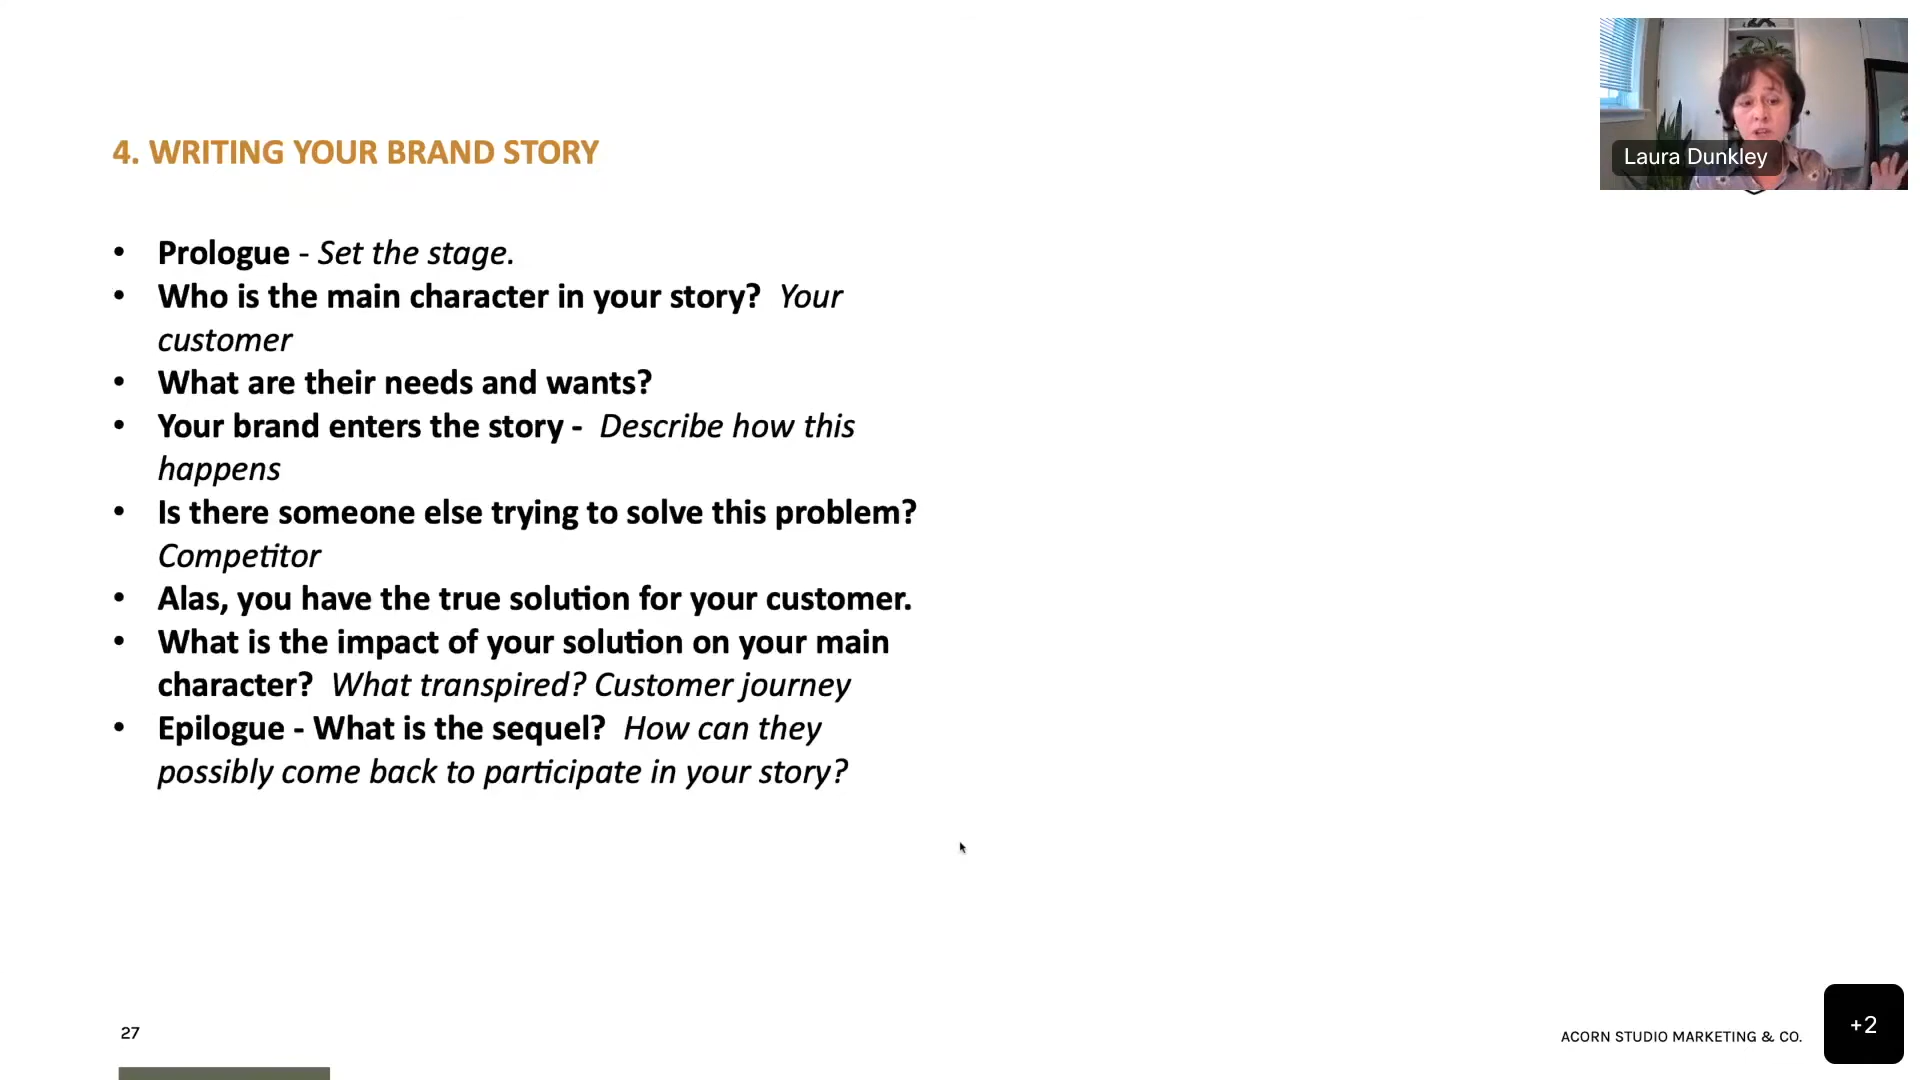 4. WRITING YOUR BRAND STORY
Laura Dunkley
• Prologue - Set the stage.
• Who is the main character in your story? Your
customer
• What are their needs and wants?
• Your brand enters the story - Describe how this
happens
• Is there someone else trying to solve this problem?
Competitor
• Alas, you have the true solution for your customer.
• What is the impact of your solution on your main
character? What transpired? Customer journey
• Epilogue - What is the sequel? How can they
possibly come back to participate in your story?
27
ACORN STUDIO MARKETING & CO.
+2